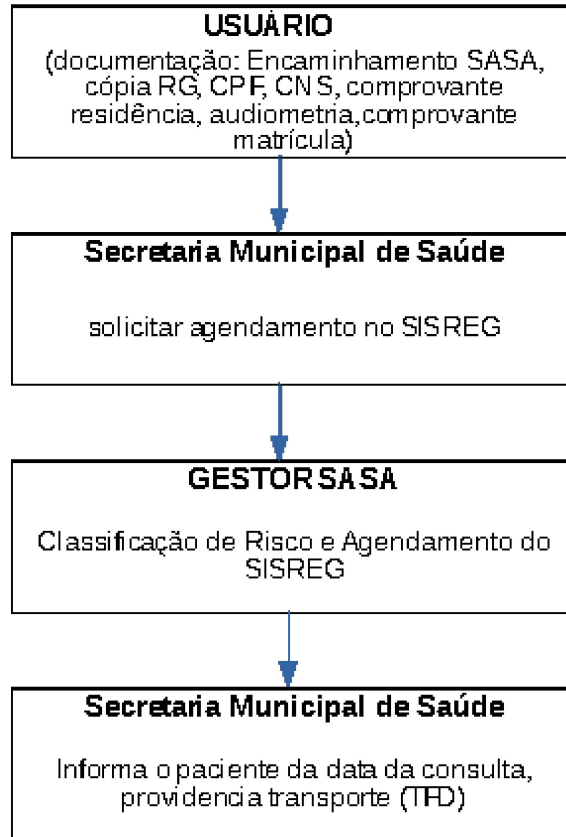 USUÁRIO
(documentação: Encaminhamento SASA,
cópia RG, CPF, CNS, comprovante
residência, audiometria,comprovante
matrícula)
Secretaria Municipal de Saúde
solicitar agendamento no SISREG
GESTOR SASA
Classificação de Risco e Agendamento do
SISREG
Secretaria Municipal de Saúde
Informa o paciente da data da consulta,
providencia transporte (TFD)